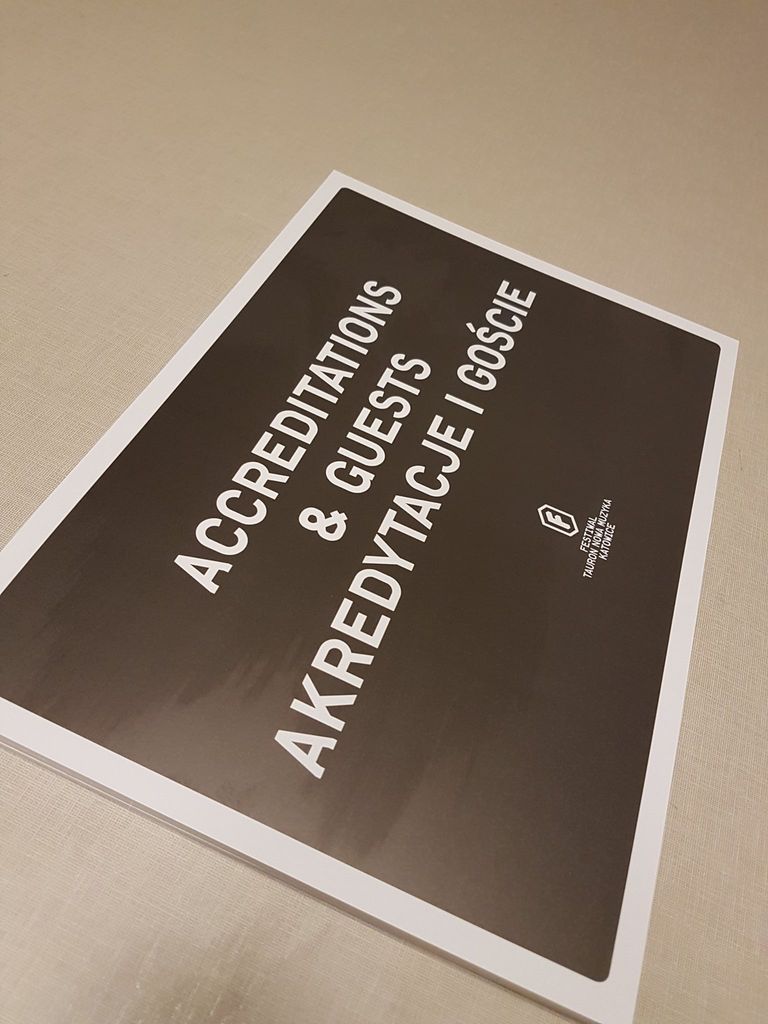 ACCREDITATIONS
& GUESTS
AKREDYTACJE I GOŚCIE
F
FESTIWAL
TAURON NOWA MUZYKA
KATOWICE